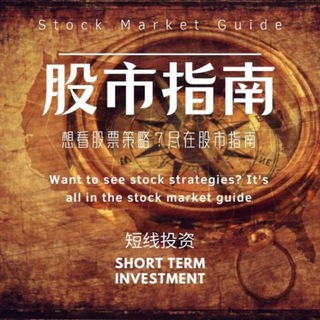 Stock Market Guide
股市指南
想看股票策略？尽在股市指南
Want to see stock strategies? It's
all in the stock market guide
短线投资
SHORT TERM
INVESTMENT